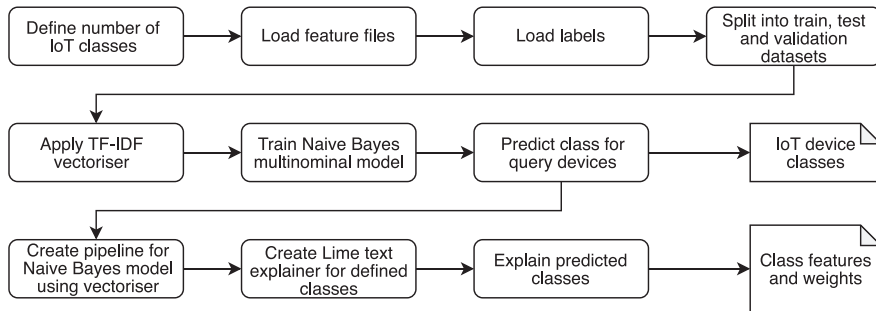 Define number of
IoT classes
Load feature files
Load labels
Split into train, test
and validation
datasets
Apply TF-IDF
vectoriser
Train Naive Bayes
multinominal model
Predict class for
query devices
IoT device
classes
Create pipeline for
Naive Bayes model
using vectoriser
Create Lime text
explainer for defined
classes
Explain predicted
classes
Class features
and weights